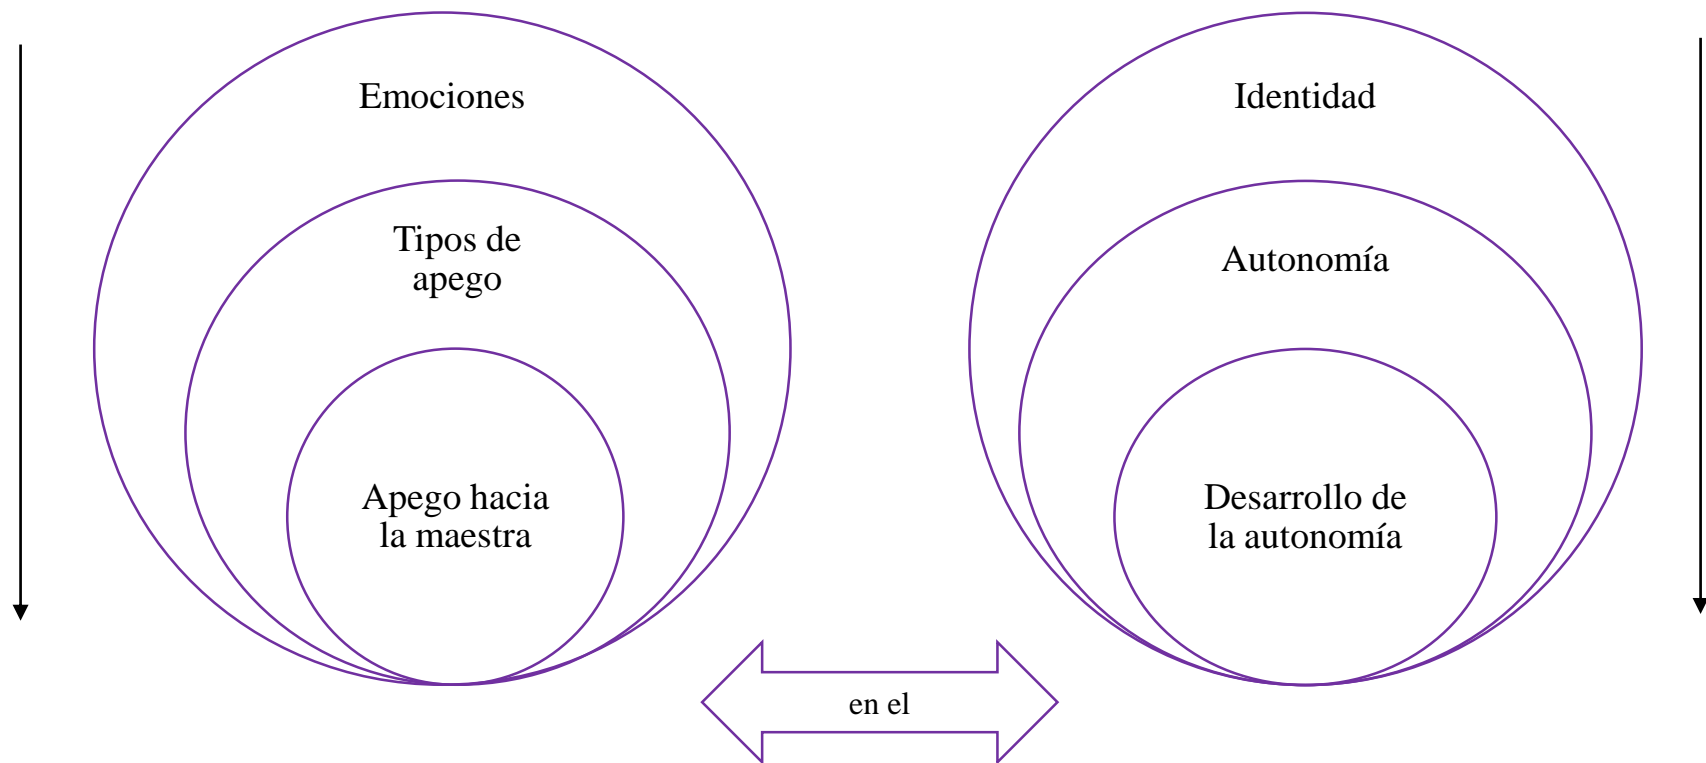 Emociones
Tipos de
apego
Apego hacia
la maestra
Identidad
Autonomía
Desarrollo de
la autonomía
en el